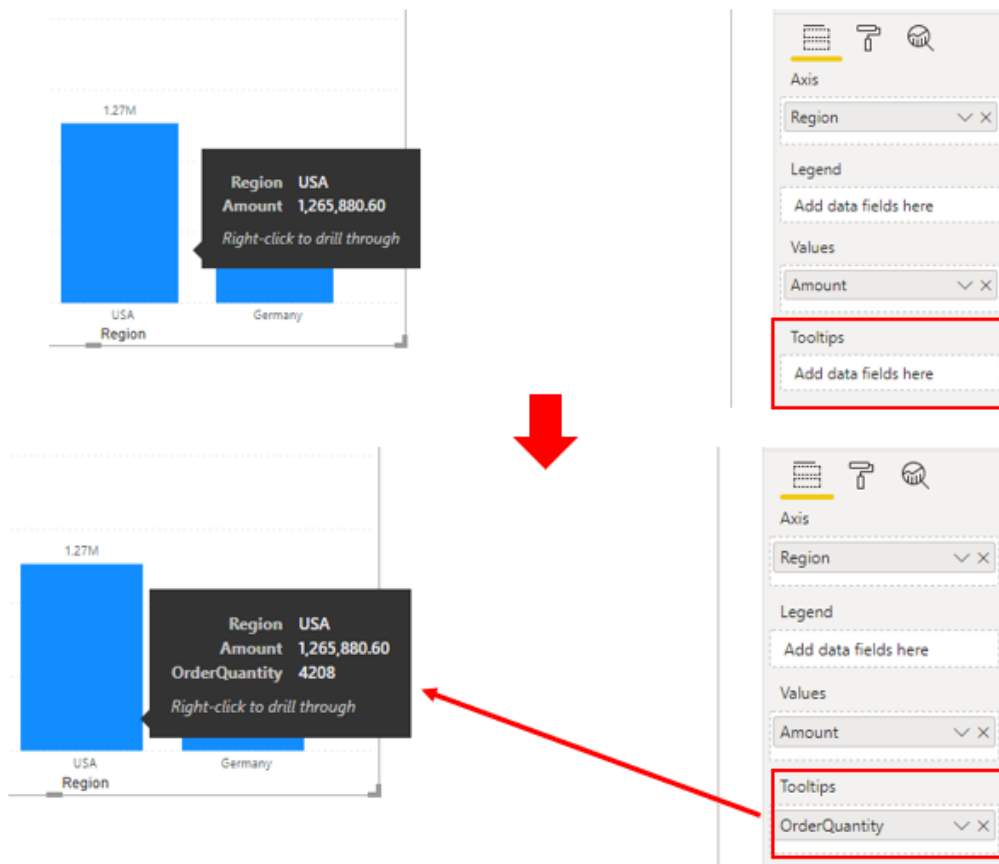 1.27M
Region USA
Amount 1,265,880.60
Right-click to drill through
USA
Germany
Region
Axis
Region
Legend
Add data fields here
Values
Amount
Tooltips
Add data fields here
1.27M
Region USA
Amount 1,265,880.60
OrderQuantity 4208
Right-click to drill through
USA
Germany
Region
Axis
Region
Legend
Add data fields here
Values
Amount
Tooltips
OrderQuantity